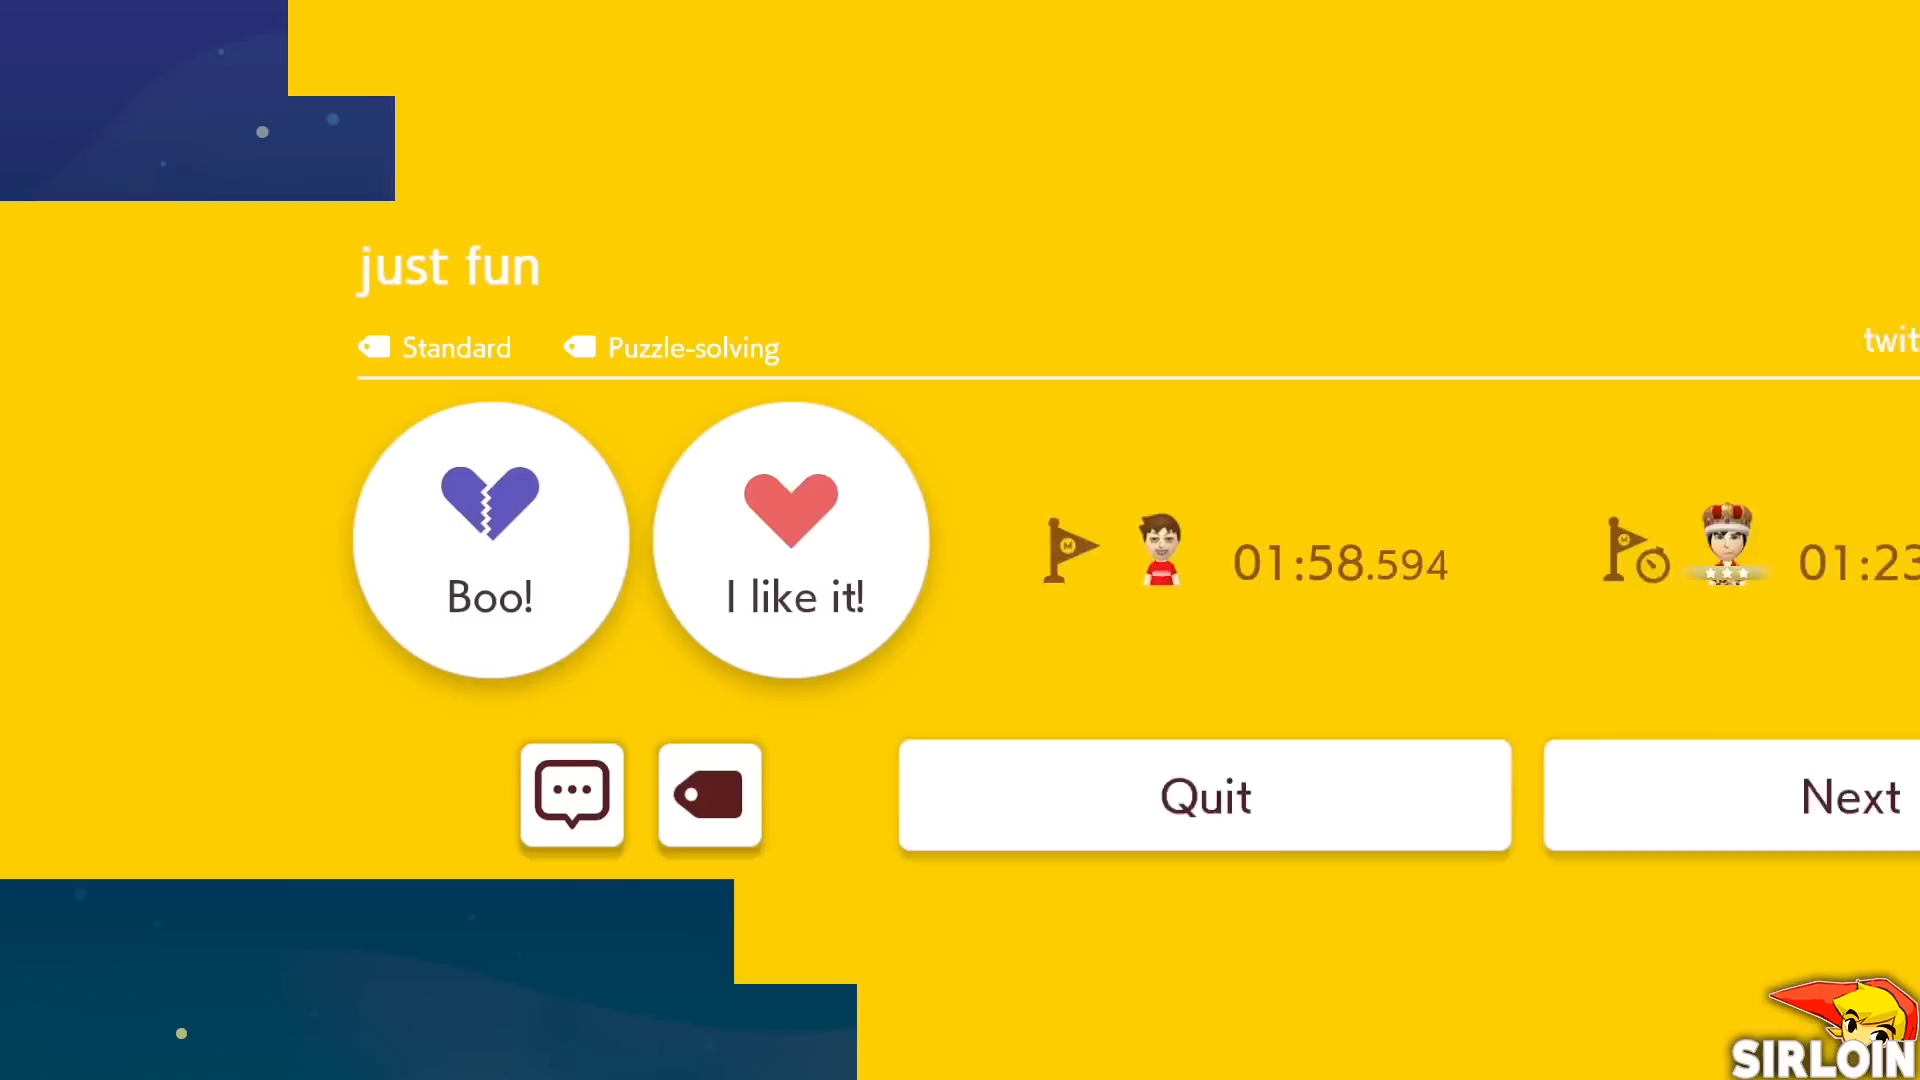 just fun
Standard Puzzle-solving
twit
01:58.594
01:23
Boo!
I like it!
Quit
Next
SIRLOIN